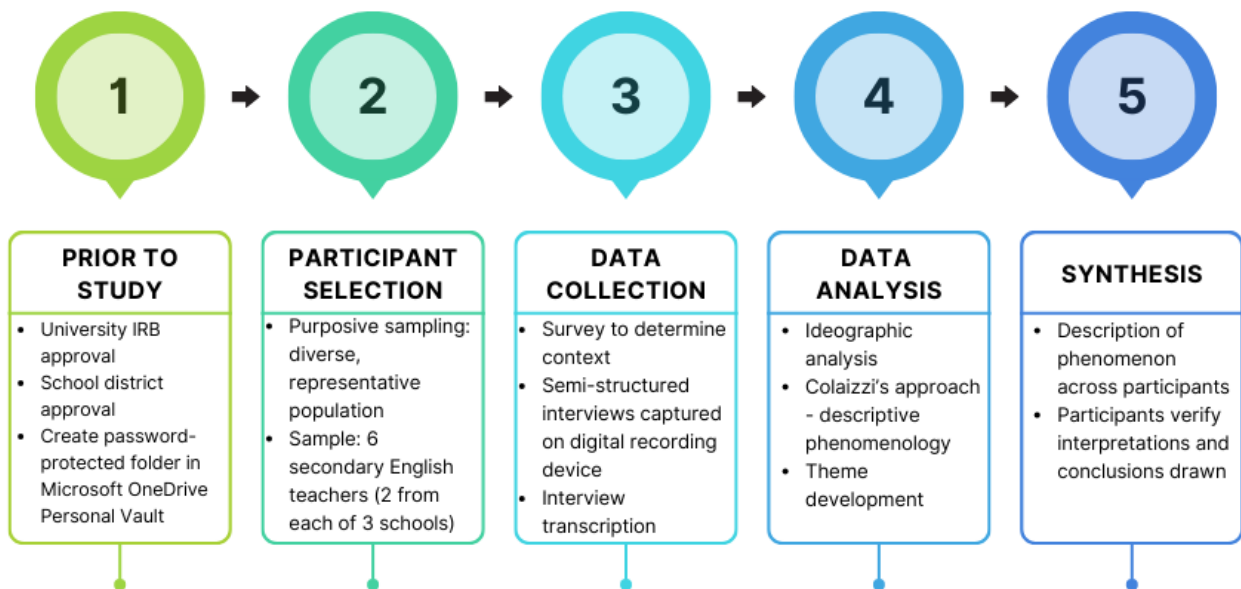 1
2
3
4
5
PRIOR TO
STUDY
• University IRB
approval
• School district
approval
• Create password-
protected folder in
Microsoft OneDrive
Personal Vault
PARTICIPANT
SELECTION
• Purposive sampling:
diverse,
representative
population
• Sample: 6
secondary English
teachers (2 from
each of 3 schools)
DATA
COLLECTION
• Survey to determine
context
• Semi-structured
interviews captured
on digital recording
device
• Interview
transcription
DATA
ANALYSIS
• Ideographic
analysis
• Colaizzi's approach
- descriptive
phenomenology
• Theme
development
SYNTHESIS
• Description of
phenomenon
across participants
• Participants verify
interpretations and
conclusions drawn